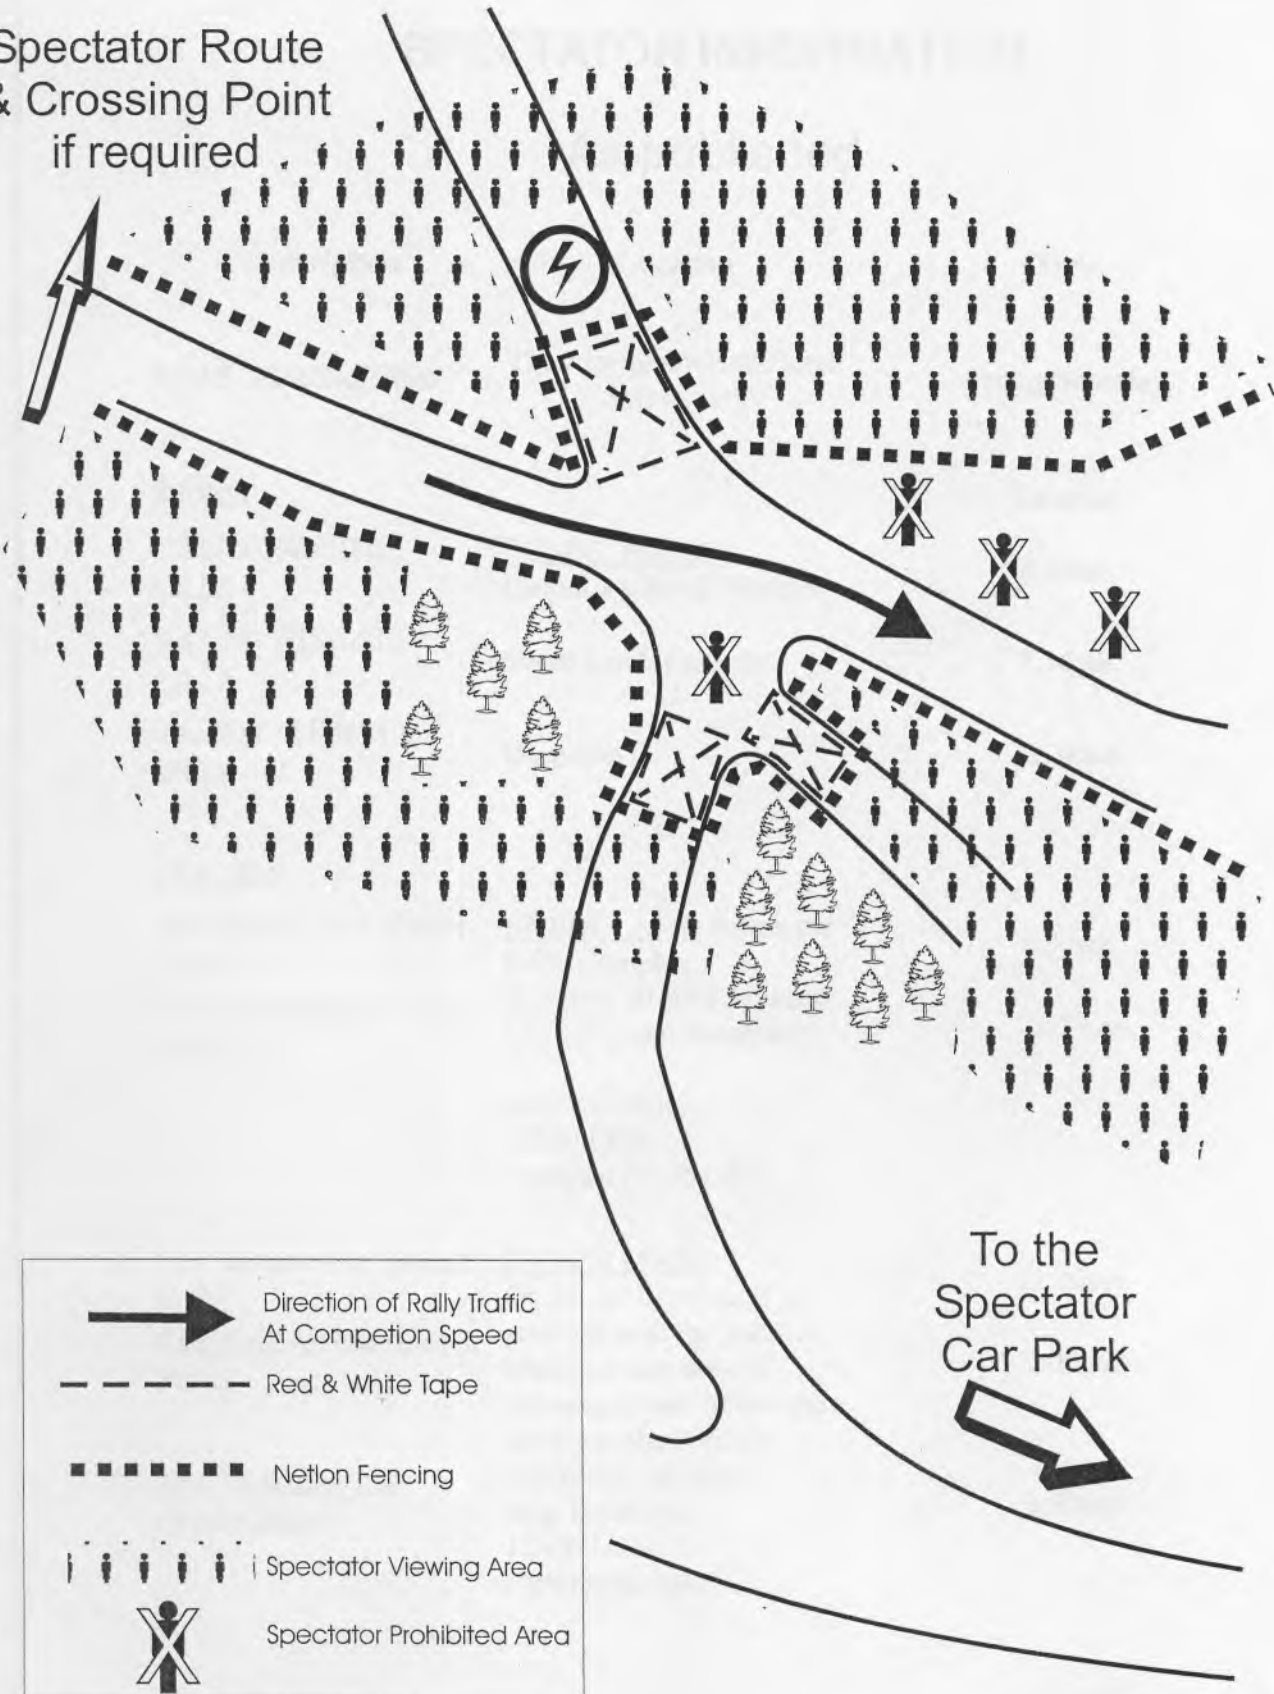 Spectator Route
& Crossing Point
if required
To the
Spectator
Car Park
Direction of Rally Traffic
At Competion Speed
Red & White Tape
Netlon Fencing
Spectator Viewing Area
Spectator Prohibited Area